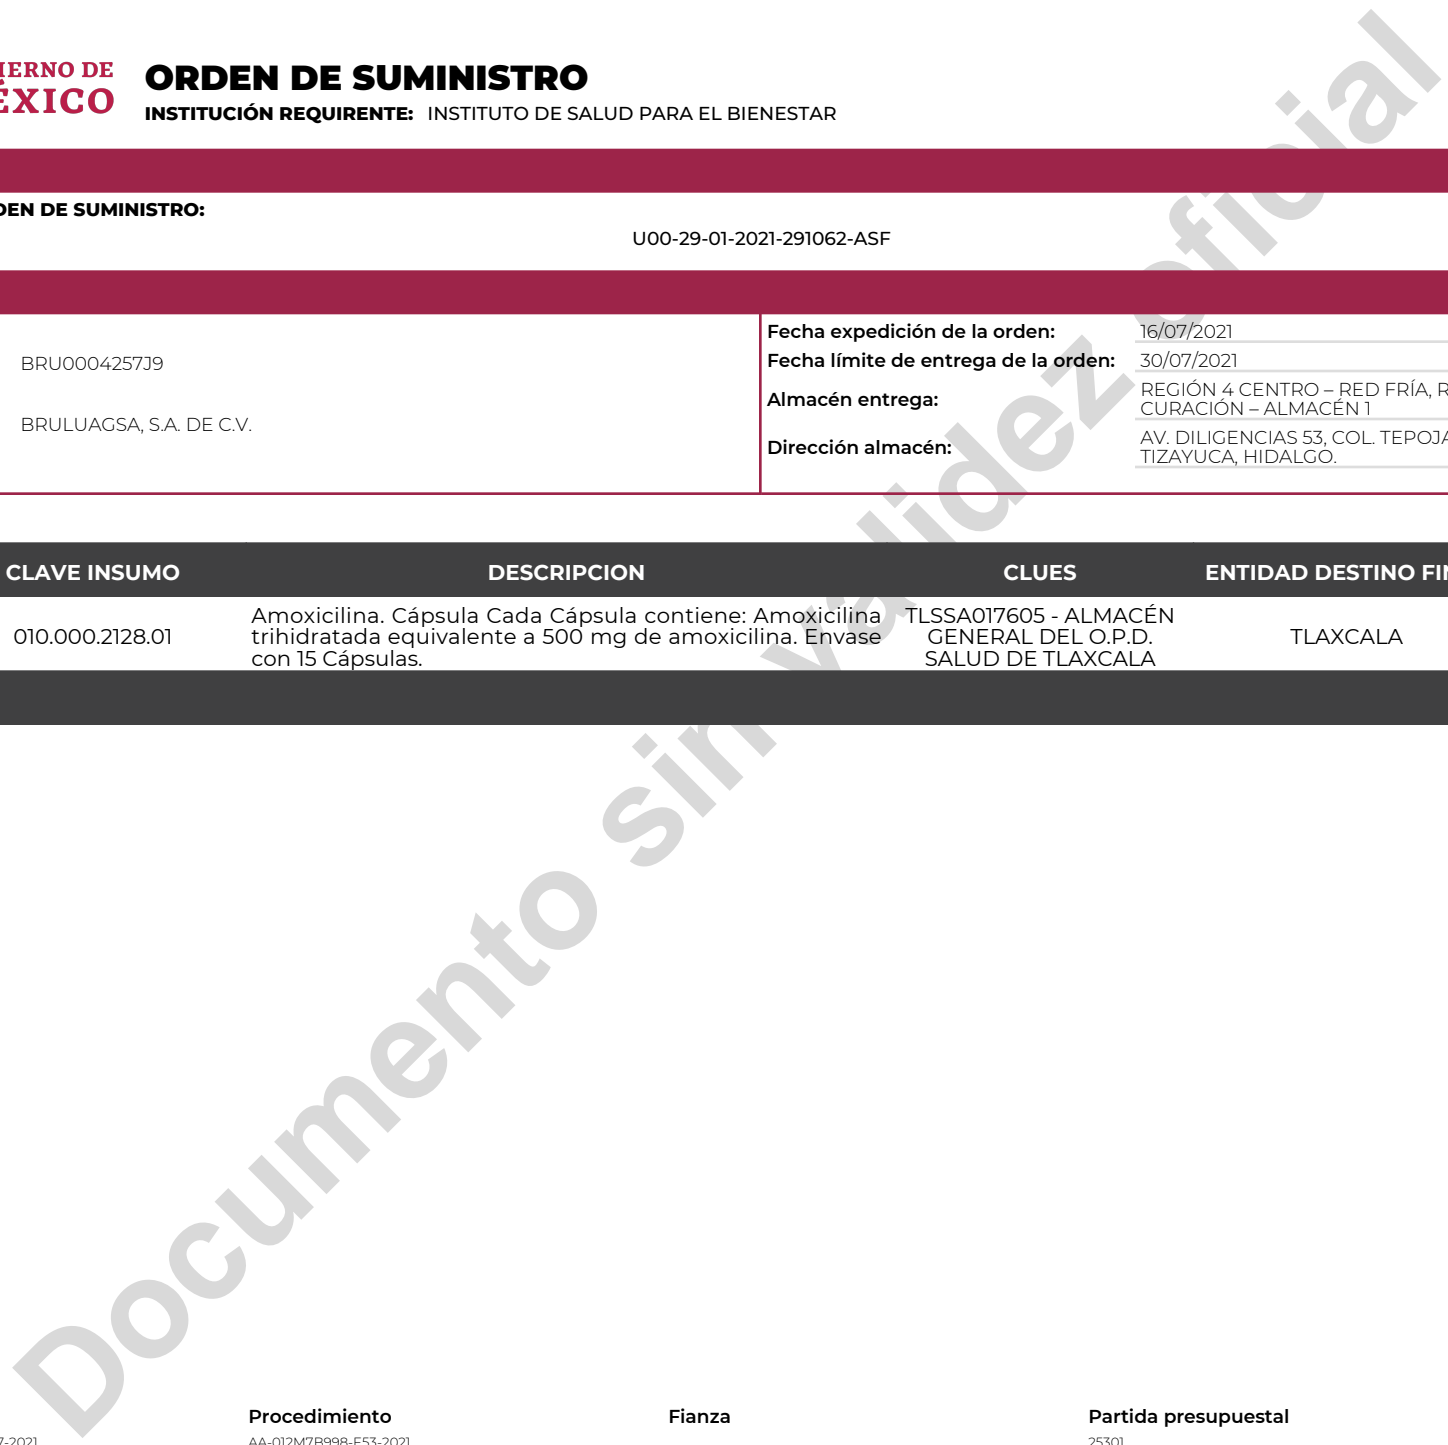 ORDEN DE SUMINISTRO
INSTITUCIÓN REQUIRENTE: INSTITUTO DE SALUD PARA EL BIENESTAR
DE
DE SUMINISTRO:
U00-29-01-2021-291062-ASF
BRU0004257J9
BRULUAGSA, S.A. DE C.V.
Fecha expedición de la orden: 16/07/2021
Fecha límite de entrega de la orden: 30/07/2021
Almacén entrega: REGIÓN 4 CENTRO – RED FRÍA,
CURACIÓN – ALMACÉN 1
Dirección almacén: AV. DILIGENCIAS 53, COL.
TIZAYUCA, HIDALGO.
CLAVE INSUMO DESCRIPCION CLUES ENTIDAD DESTINO
010.000.2128.01
Amoxicilina. Cápsula Cada Cápsula contiene: Amoxicilina
trihidratada equivalente a 500 mg de amoxicilina. Envase
con 15 Cápsulas.
TLSSA017605 - ALMACÉN
GENERAL DEL O.P.D.
SALUD DE TLAXCALA
TLAXCALA
Documento sin validez oficial
Procedimiento Fianza Partida presupuestal
AA-012M7B998-E53-2021 25301